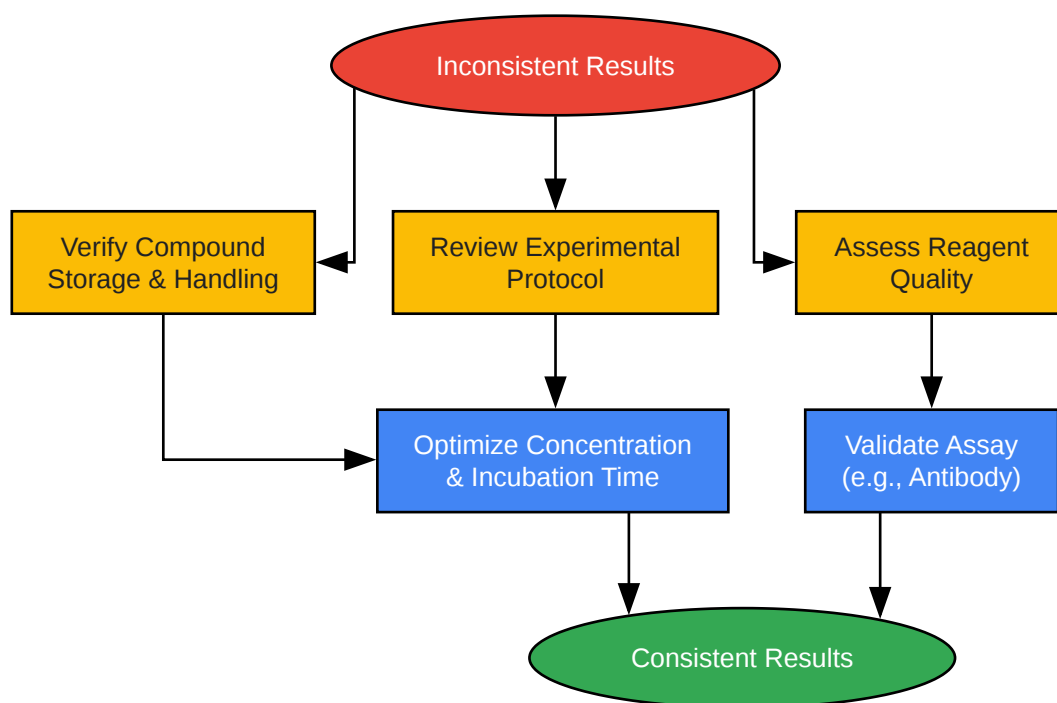 Inconsistent Results
Verify Compound
Storage & Handling
Review Experimental
Protocol
Assess Reagent
Quality
Optimize Concentration
& Incubation Time
Validate Assay
(e.g., Antibody)
Consistent Results